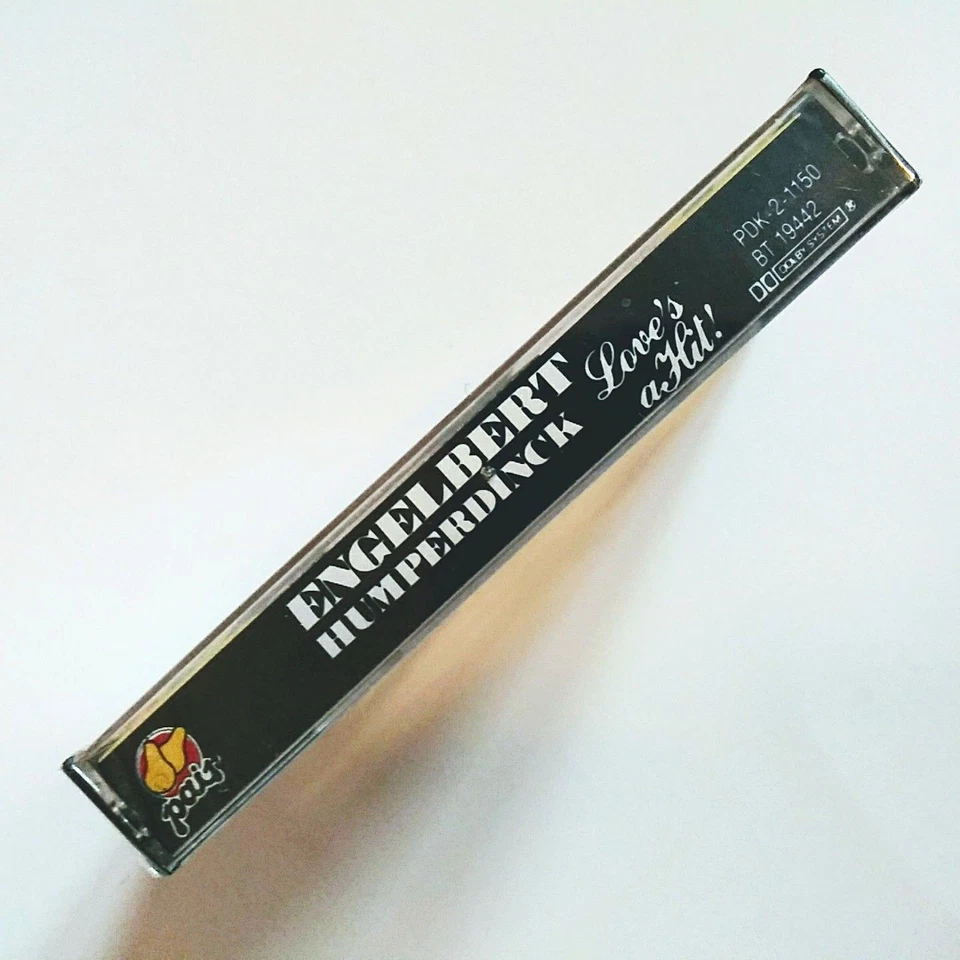 pair
ENGELBERT
HUMPERDINCK
Love's
a Hit!
PDK-2-1150
BT 19442
DOLBY SYSTEM ®